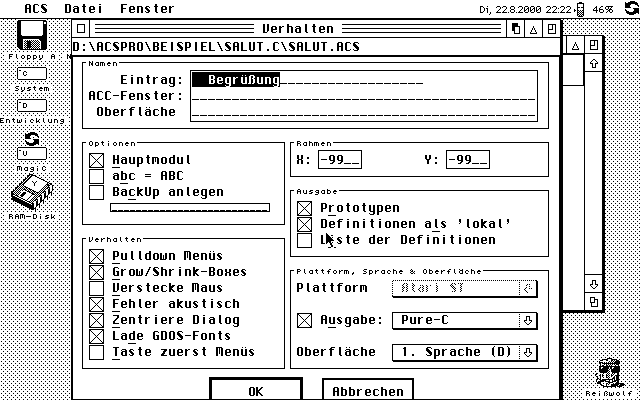 ACS Datei Fenster Di, 22.8.2000 22:22 46%
Verhalten
D:\ACSPRO\BEISPIEL\SALUT.C\SALUT.ACS
Floppy A
N
C
System
D
Entwicklung
U
MagiC
Y
RAM-Disk
Reißwolf
Namen
Eintrag: Begrüßung
ACC-Fenster:
Oberfläche
Optionen
Hauptmodul
abc = ABC
BackUp anlegen
Rahmen
X: -99__ Y: -99__
Ausgabe
Prototypen
Definitionen als 'lokal'
Liste der Definitionen
Verhalten
Pulldown Menüs
Grow/Shrink-Boxes
Verstecke Maus
Fehler akustisch
Zentriere Dialog
Lade GDOS-Fonts
Taste zuerst Menüs
Plattform, Sprache & Oberfläche
Plattform Atari ST
Ausgabe: Pure-C
Oberfläche 1. Sprache (D)
OK Abbrechen